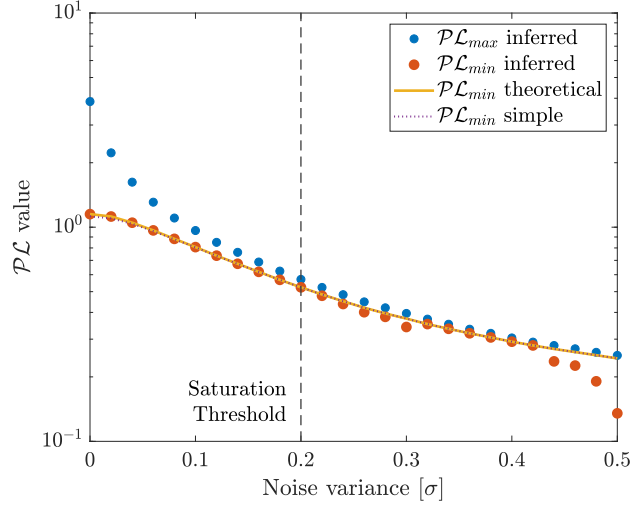 10¹
𝒫ℒ_max inferred
𝒫ℒ_min inferred
𝒫ℒ_min theoretical
𝒫ℒ_min simple
10⁰
𝒫ℒ value
Saturation
Threshold
10⁻¹
0 0.1 0.2 0.3 0.4 0.5
Noise variance [σ]